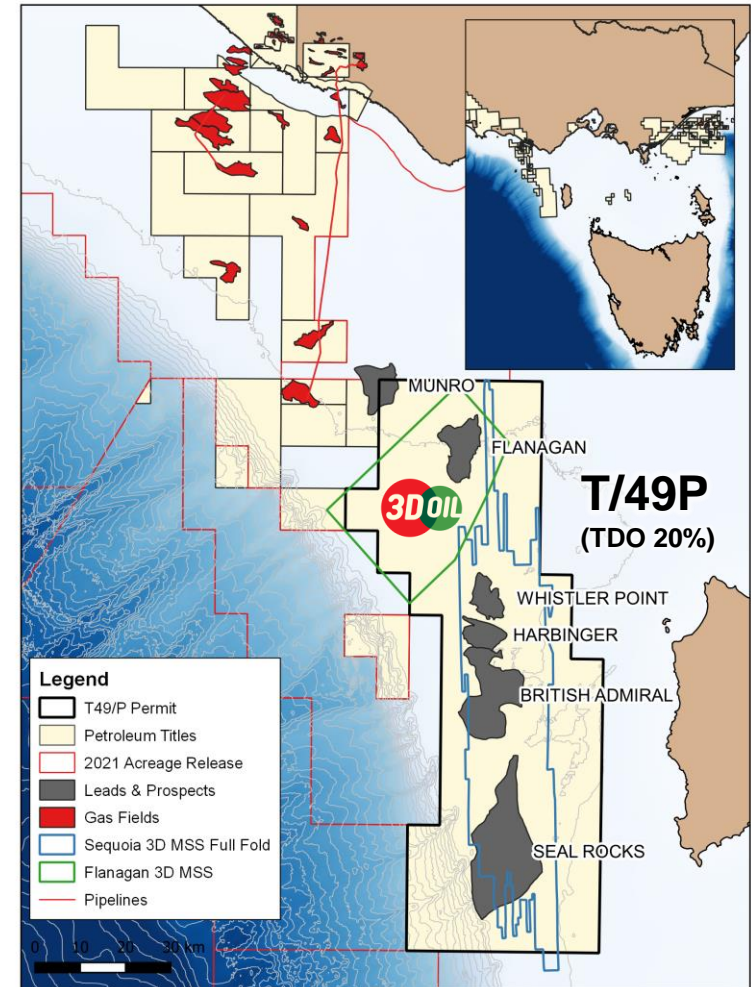 MUNRO
FLANAGAN
3D OIL
T/49P
(TDO 20%)
WHISTLER POINT
HARBINGER
BRITISH ADMIRAL
SEAL ROCKS
Legend
T49/P Permit
Petroleum Titles
2021 Acreage Release
Leads & Prospects
Gas Fields
Sequoia 3D MSS Full Fold
Flanagan 3D MSS
Pipelines
0 10 20 30 km